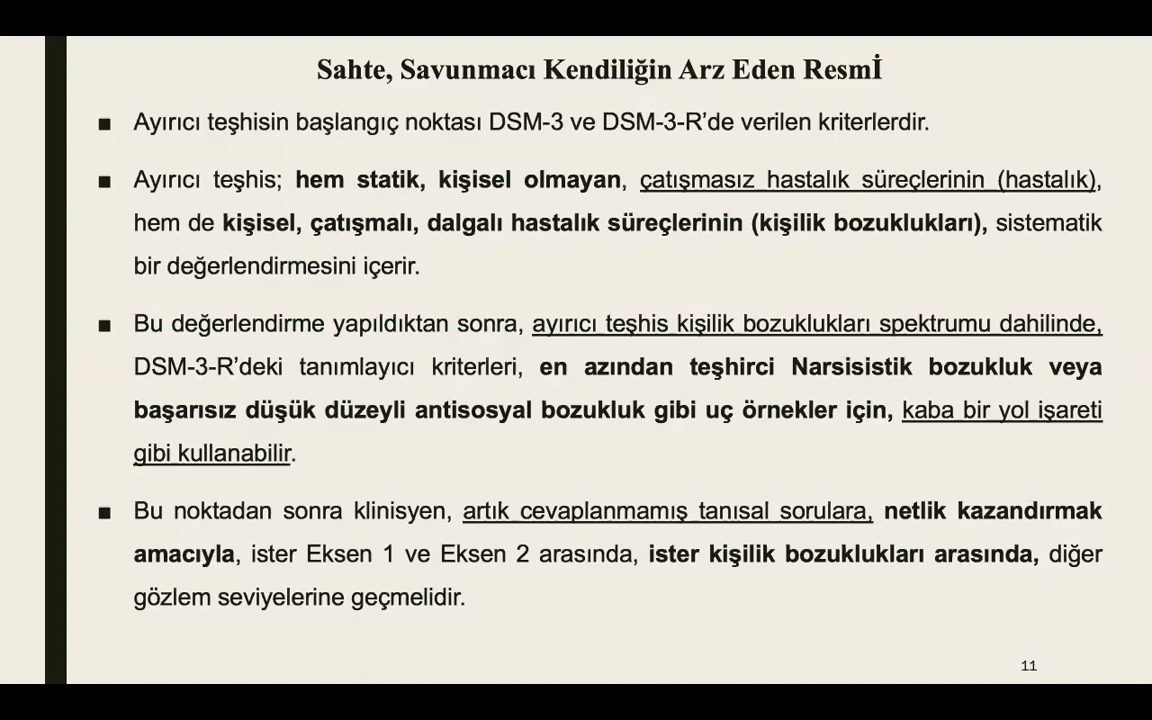 Sahte, Savunmacı Kendiliğin Arz Eden Resmİ
■ Ayırıcı teşhisin başlangıç noktası DSM-3 ve DSM-3-R’de verilen kriterlerdir.
■ Ayırıcı teşhis; hem statik, kişisel olmayan, çatışmasız hastalık süreçlerinin (hastalık),
hem de kişisel, çatışmalı, dalgalı hastalık süreçlerinin (kişilik bozuklukları), sistematik
bir değerlendirmesini içerir.
■ Bu değerlendirme yapıldıktan sonra, ayırıcı teşhis kişilik bozuklukları spektrumu dahilinde,
DSM-3-R’deki tanımlayıcı kriterleri, en azından teşhirci Narsisistik bozukluk veya
başarısız düşük düzeyli antisosyal bozukluk gibi uç örnekler için, kaba bir yol işareti
gibi kullanabilir.
■ Bu noktadan sonra klinisyen, artık cevaplanmamış tanısal sorulara, netlik kazandırmak
amacıyla, ister Eksen 1 ve Eksen 2 arasında, ister kişilik bozuklukları arasında, diğer
gözlem seviyelerine geçmelidir.
11